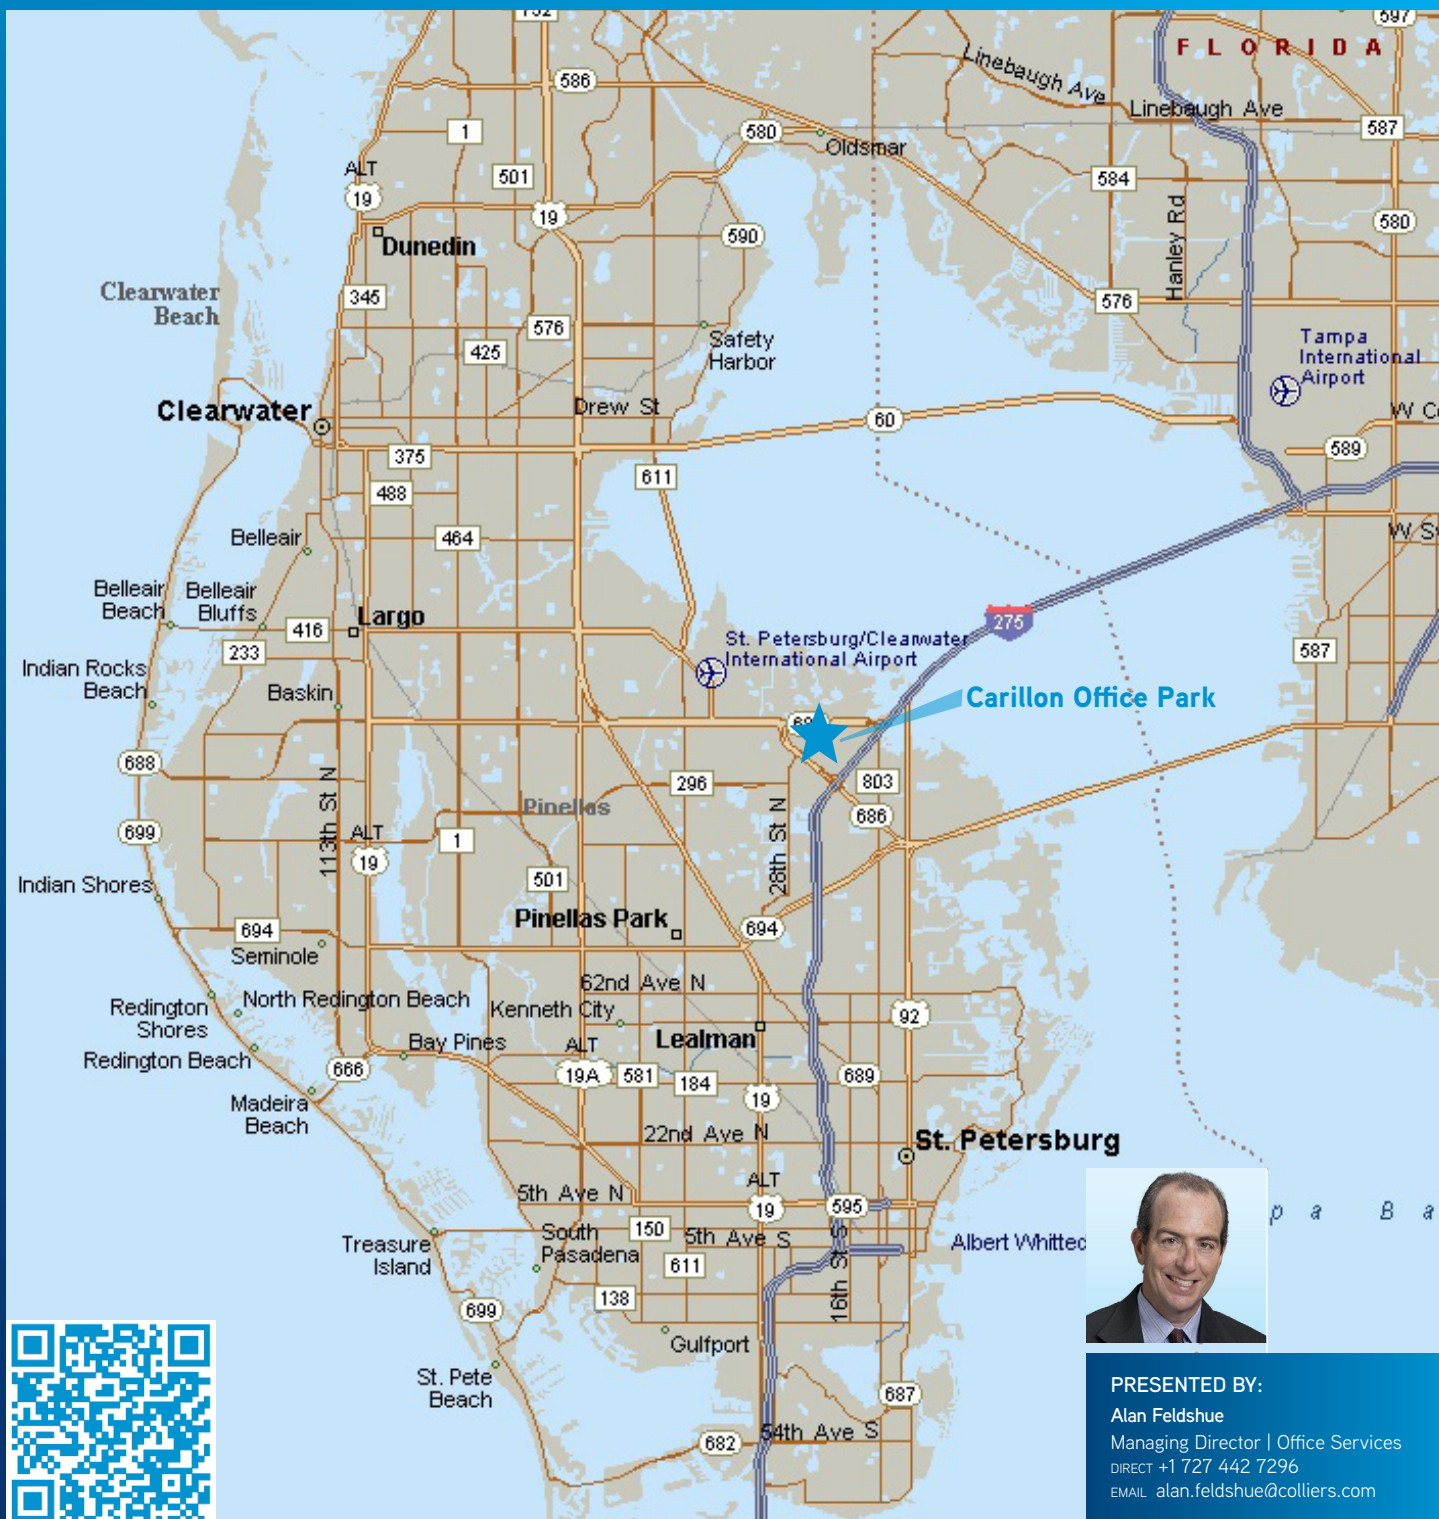 752
597
FLORIDA
Linebaugh Ave
586
Linebaugh Ave
1
580
587
Oldsmar
ALT
19
501
584
19
Hanley Rd
580
590
Dunedin
Clearwater
Beach
345
576
576
Safety
Harbor
425
Tampa
International
Airport
Clearwater
Drew St
60
W
375
589
611
488
Belleair
464
W
Belleair
Beach
Belleair
Bluffs
Largo
416
275
233
St. Petersburg/Clearwater
International Airport
587
Indian Rocks
Beach
Baskin
Carillon Office Park
688
296
803
113th St N
Pinellas
28th St N
686
699
ALT
19
1
Indian Shores
501
Pinellas Park
694
694
Seminole
62nd Ave N
North Redington Beach
Redington
Shores
Kenneth City
92
Redington Beach
Bay Pines
Lealman
ALT
19A
581
184
689
666
19
Madeira
Beach
22nd Ave N
St. Petersburg
5th Ave N
ALT
19
595
Treasure
Island
South
Pasadena
150
5th Ave S
16th St S
Albert
611
138
699
Gulfport
St. Pete
Beach
687
54th Ave S
682
PRESENTED BY:
Alan Feldshue
Managing Director | Office Services
DIRECT +1 727 442 7296
EMAIL alan.feldshue@colliers.com